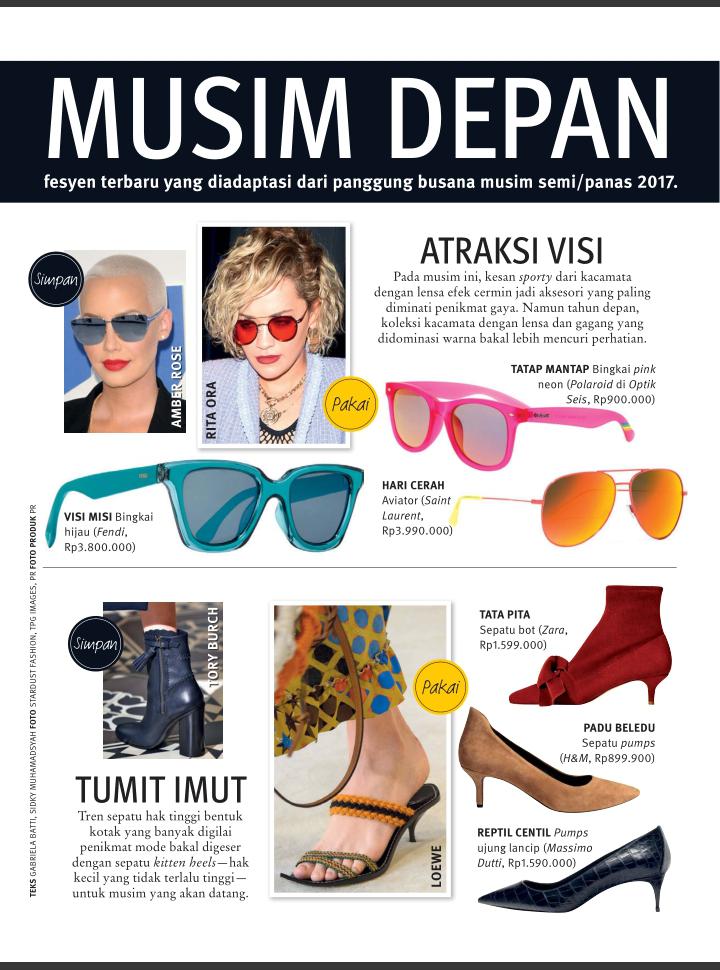 MUSIM DEPAN
fesyen terbaru yang diadaptasi dari panggung busana musim semi/panas 2017.
Simpan
AMBER ROSE
RITA ORA
Pakai
ATRAKSI VISI
Pada musim ini, kesan sporty dari kacamata
dengan lensa efek cermin jadi aksesori yang paling
diminati penikmat gaya. Namun tahun depan,
koleksi kacamata dengan lensa dan gagang yang
didominasi warna bakal lebih mencuri perhatian.
TATAP MANTAP Bingkai pink
neon (Polaroid di Optik
Seis, Rp900.000)
HARI CERAH
Aviator (Saint
Laurent,
Rp3.990.000)
VISI MISI Bingkai
hijau (Fendi,
Rp3.800.000)
Simpan
TORY BURCH
TUMIT IMUT
Tren sepatu hak tinggi bentuk
kotak yang banyak digilai
penikmat mode bakal digeser
dengan sepatu kitten heels—hak
kecil yang tidak terlalu tinggi—
untuk musim yang akan datang.
Pakai
LOEWE
TATA PITA
Sepatu bot (Zara,
Rp1.599.000)
PADU BELEDU
Sepatu pumps
(H&M, Rp899.900)
REPTIL CENTIL Pumps
ujung lancip (Massimo
Dutti, Rp1.590.000)
TEKS GABRIELA BATTI, SIDKY MUHAMADSYAH FOTO STARDUST FASHION, TPG IMAGES, PR FOTO PRODUK PR